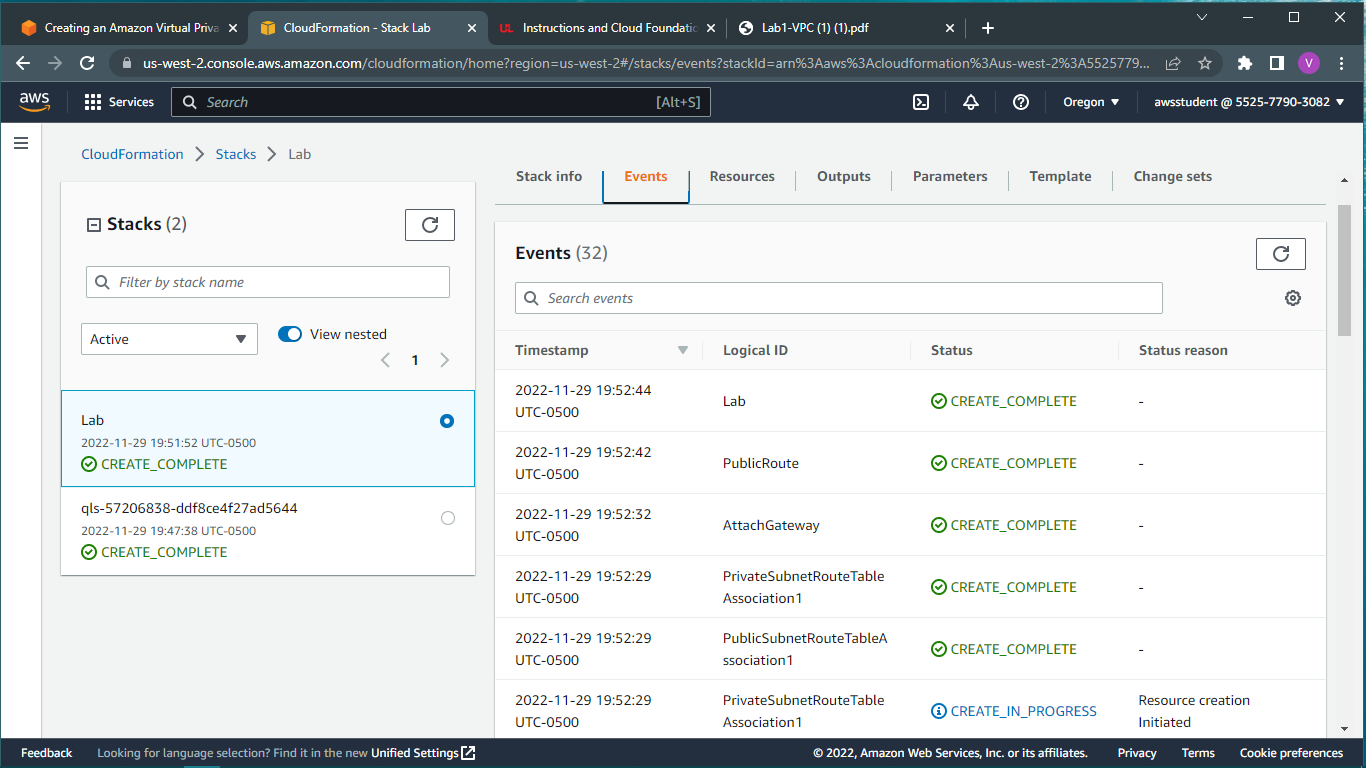 Creating an Amazon Virtual Priva
CloudFormation - Stack Lab
UL Instructions and Cloud Foundatio
Lab1-VPC (1) (1).pdf
us-west-2.console.aws.amazon.com/cloudformation/home?region=us-west-2#/stacks/events?stackId=arn%3Aaws%3Acloudformation%3Aus-west-2%3A5525779...
V
aws
Services
Search
[Alt+S]
Oregon
awsstudent @ 5525-7790-3082
CloudFormation
Stacks
Lab
Stacks (2)
Filter by stack name
Active
View nested
1
Lab
2022-11-29 19:51:52 UTC-0500
CREATE_COMPLETE
qls-57206838-ddf8ce4f27ad5644
2022-11-29 19:47:38 UTC-0500
CREATE_COMPLETE
Stack info
Events
Resources
Outputs
Parameters
Template
Change sets
Events (32)
Search events
Timestamp
Logical ID
Status
Status reason
2022-11-29 19:52:44
UTC-0500
Lab
CREATE_COMPLETE
-
2022-11-29 19:52:42
UTC-0500
PublicRoute
CREATE_COMPLETE
-
2022-11-29 19:52:32
UTC-0500
AttachGateway
CREATE_COMPLETE
-
2022-11-29 19:52:29
UTC-0500
PrivateSubnetRouteTable
Association1
CREATE_COMPLETE
-
2022-11-29 19:52:29
UTC-0500
PublicSubnetRouteTableA
ssociation1
CREATE_COMPLETE
-
2022-11-29 19:52:29
UTC-0500
PrivateSubnetRouteTable
Association1
CREATE_IN_PROGRESS
Resource creation
Initiated
Feedback
Looking for language selection? Find it in the new Unified Settings
© 2022, Amazon Web Services, Inc. or its affiliates.
Privacy
Terms
Cookie preferences